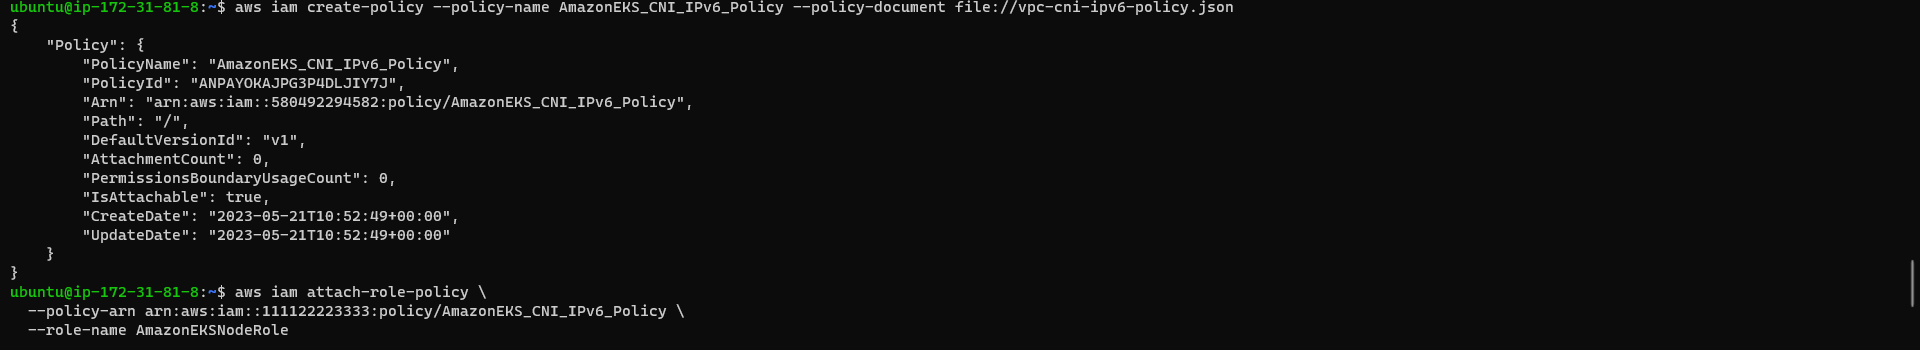 ubuntu@ip-172-31-81-8:~$ aws iam create-policy --policy-name AmazonEKS_CNI_IPv6_Policy --policy-document file://vpc-cni-ipv6-policy.json
{
    "Policy": {
        "PolicyName": "AmazonEKS_CNI_IPv6_Policy",
        "PolicyId": "ANPAYOKAJPG3P4DLJIY7J",
        "Arn": "arn:aws:iam::580492294582:policy/AmazonEKS_CNI_IPv6_Policy",
        "Path": "/",
        "DefaultVersionId": "v1",
        "AttachmentCount": 0,
        "PermissionsBoundaryUsageCount": 0,
        "IsAttachable": true,
        "CreateDate": "2023-05-21T10:52:49+00:00",
        "UpdateDate": "2023-05-21T10:52:49+00:00"
    }
}
ubuntu@ip-172-31-81-8:~$ aws iam attach-role-policy \
  --policy-arn arn:aws:iam::111122223333:policy/AmazonEKS_CNI_IPv6_Policy \
  --role-name AmazonEKSNodeRole